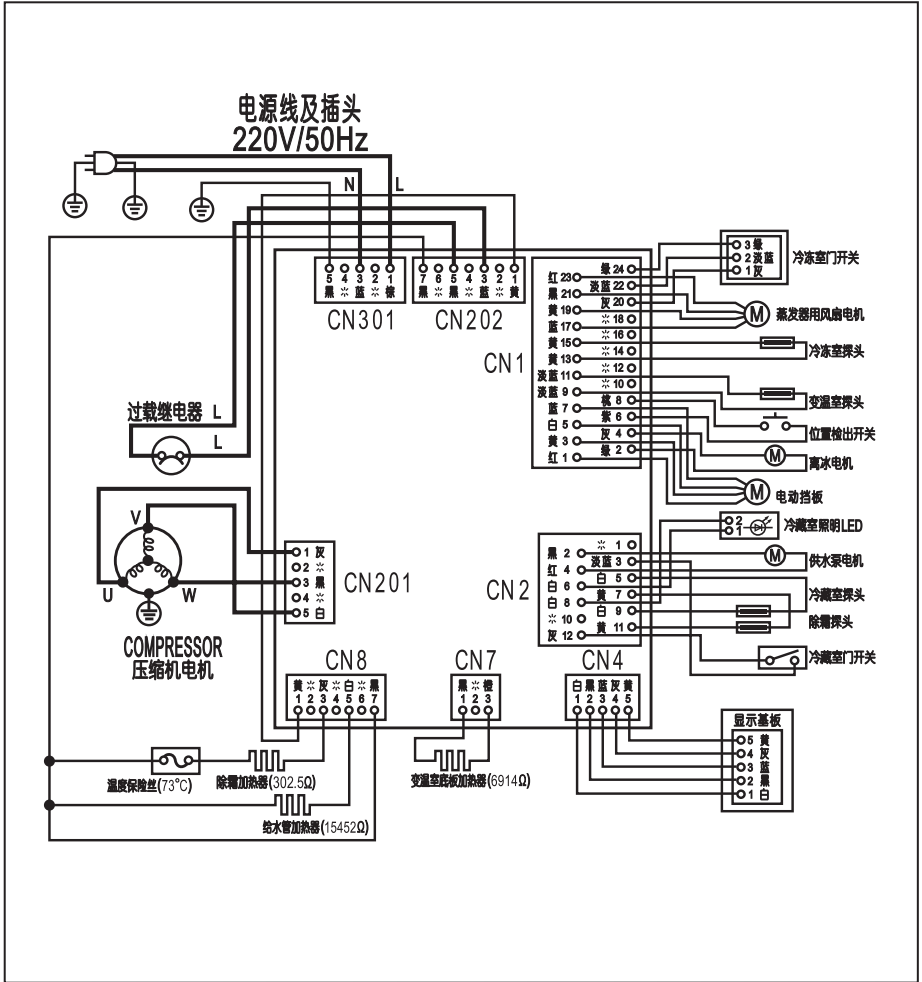 电源线及插头
220V/50Hz
N
L
5 4 3 2 1
黑 ※ 蓝 ※ 棕
CN301
7 6 5 4 3 2 1
黑 ※ 黑 ※ 蓝 ※ 黄
CN202
过载继电器 L
L
V
U
W
COMPRESSOR
压缩机电机
1 灰
2 ※
3 黑
4 ※
5 白
CN201
CN1
绿 24
红 23
淡蓝 22
黑 21
灰 20
黄 19
※ 18
蓝 17
※ 16
黄 15
※ 14
黄 13
※ 12
淡蓝 11
※ 10
淡蓝 9
桃 8
蓝 7
紫 6
白 5
灰 4
黄 3
绿 2
红 1
3 绿
2 淡蓝
1 灰
冷冻室门开关
M
蒸发器用风扇电机
冷冻室探头
变温室探头
位置检出开关
M
离冰电机
M
电动挡板
2
1
冷藏室照明LED
CN2
※ 1
黑 2
淡蓝 3
红 4
白 5
白 6
黄 7
白 8
白 9
※ 10
黄 11
灰 12
M
供水泵电机
冷藏室探头
除霜探头
冷藏室门开关
CN8
黄 ※ 灰 ※ 白 ※ 黑
1 2 3 4 5 6 7
CN7
黑 ※ 橙
1 2 3
CN4
白 黑 蓝 灰 黄
1 2 3 4 5
显示基板
5 黄
4 灰
3 蓝
2 黑
1 白
温度保险丝(73°C)
除霜加热器(302.5Ω)
给水管加热器(15452Ω)
变温室底板加热器(6914Ω)